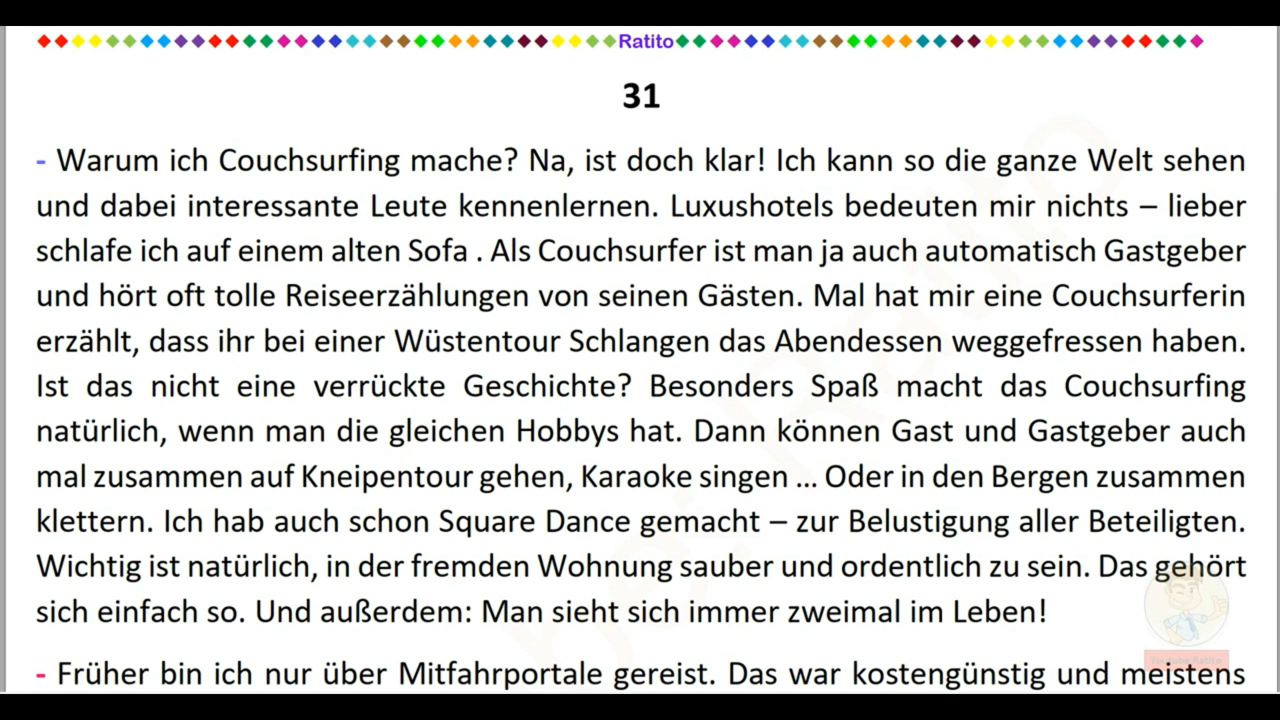 Ratito
31
- Warum ich Couchsurfing mache? Na, ist doch klar! Ich kann so die ganze Welt sehen
und dabei interessante Leute kennenlernen. Luxushotels bedeuten mir nichts – lieber
schlafe ich auf einem alten Sofa . Als Couchsurfer ist man ja auch automatisch Gastgeber
und hört oft tolle Reiseerzählungen von seinen Gästen. Mal hat mir eine Couchsurferin
erzählt, dass ihr bei einer Wüstentour Schlangen das Abendessen weggefressen haben.
Ist das nicht eine verrückte Geschichte? Besonders Spaß macht das Couchsurfing
natürlich, wenn man die gleichen Hobbys hat. Dann können Gast und Gastgeber auch
mal zusammen auf Kneipentour gehen, Karaoke singen ... Oder in den Bergen zusammen
klettern. Ich hab auch schon Square Dance gemacht – zur Belustigung aller Beteiligten.
Wichtig ist natürlich, in der fremden Wohnung sauber und ordentlich zu sein. Das gehört
sich einfach so. Und außerdem: Man sieht sich immer zweimal im Leben!
- Früher bin ich nur über Mitfahrportale gereist. Das war kostengünstig und meistens